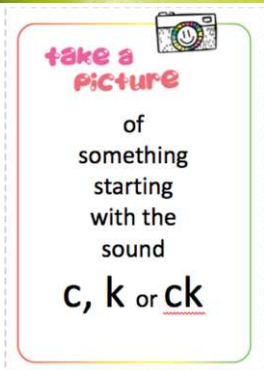 take a
picture
of
something
starting
with the
sound
c, k or ck